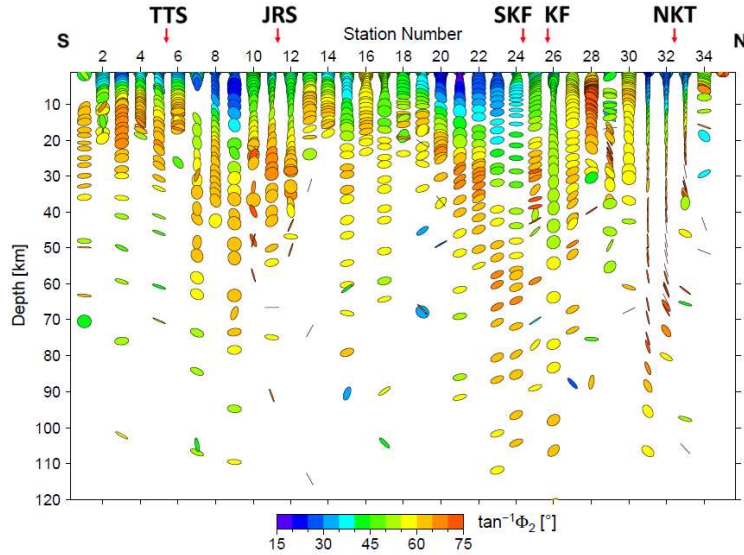 TTS JRS SKF KF NKT
S Station Number N
2 4 6 8 10 12 14 16 18 20 22 24 26 28 30 32 34
Depth [km]
10
20
30
40
50
60
70
80
90
100
110
120
15 30 45 60 75
tan⁻¹Φ₂ [°]